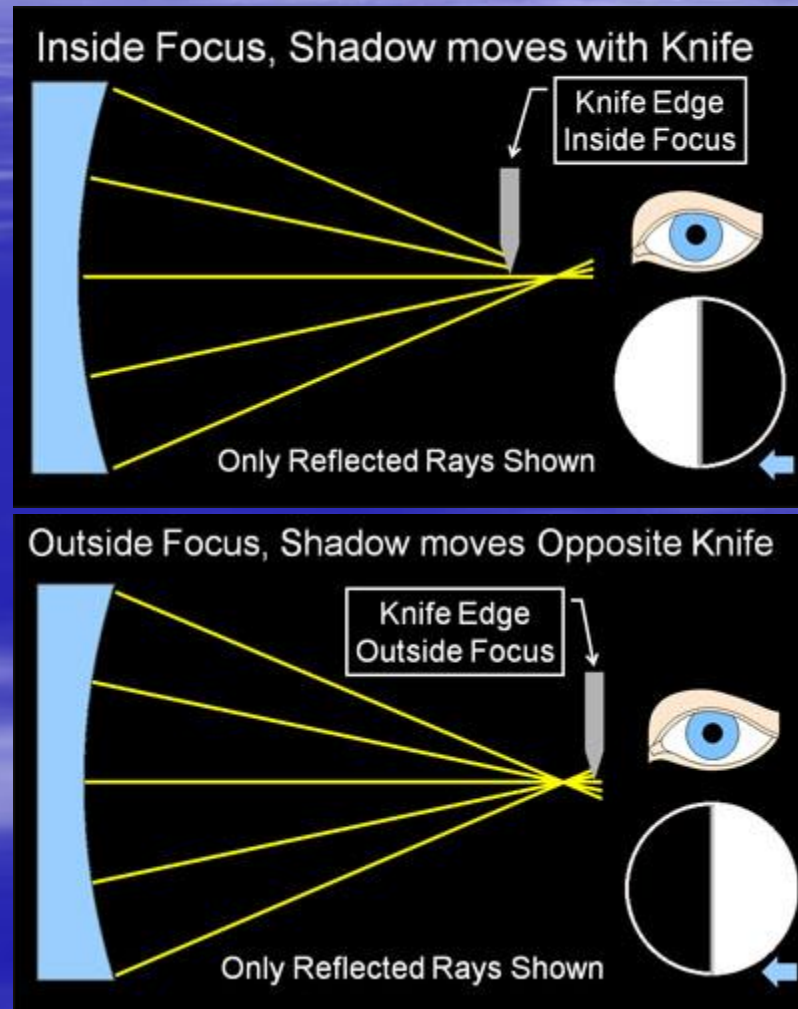 Inside Focus, Shadow moves with Knife
Knife Edge
Inside Focus
Only Reflected Rays Shown
Outside Focus, Shadow moves Opposite Knife
Knife Edge
Outside Focus
Only Reflected Rays Shown